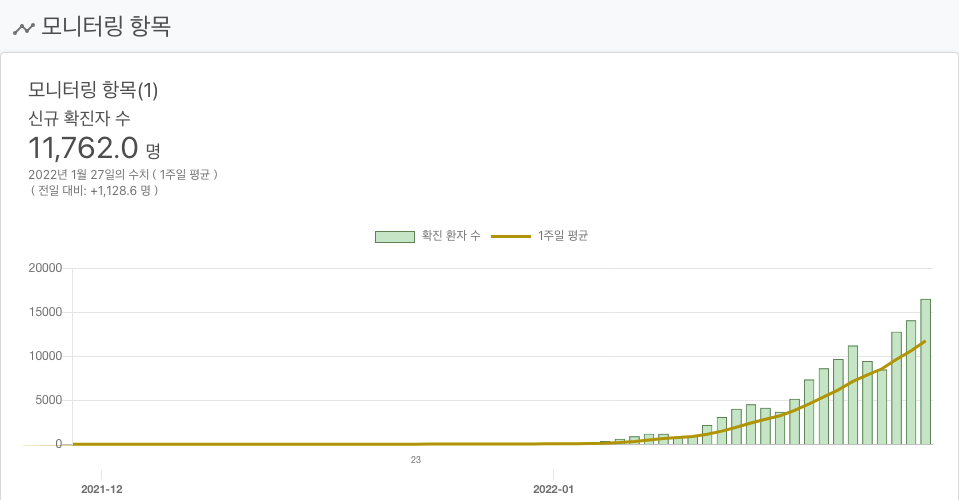 모니터링 항목
모니터링 항목(1)
신규 확진자 수
11,762.0 명
2022년 1월 27일의 수치 ( 1주일 평균 )
( 전일 대비: +1,128.6 명 )
확진 환자 수 1주일 평균
20000
15000
10000
5000
0
23
2021-12 2022-01